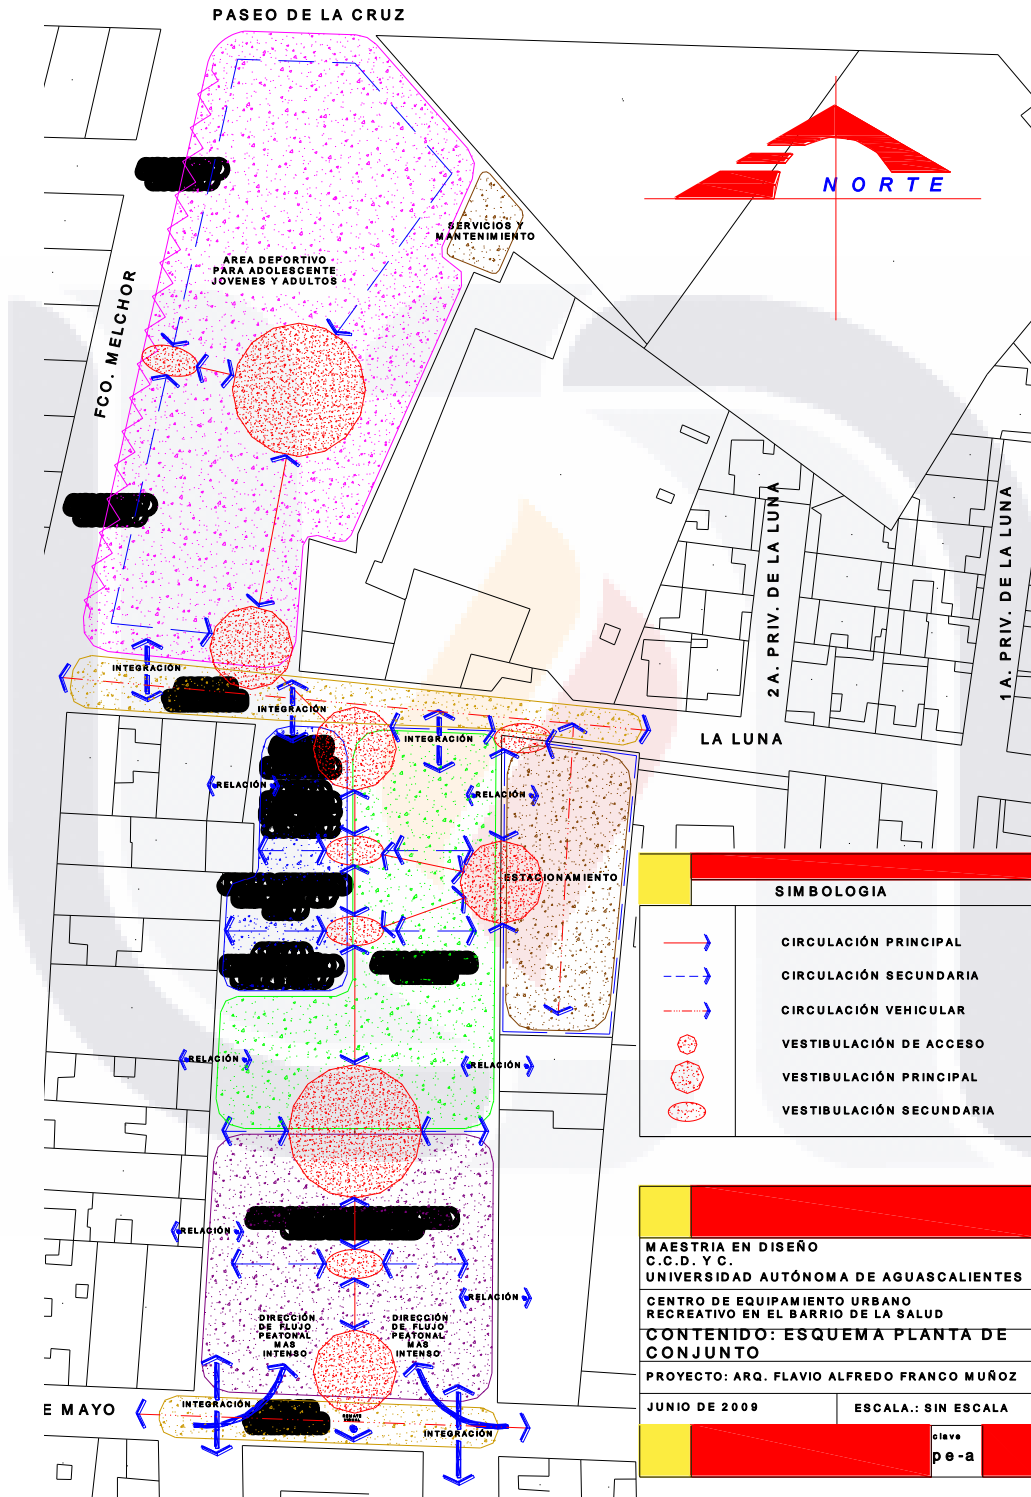 PASEO DE LA CRUZ
NORTE
SERVICIOS Y
MANTENIMIENTO
AREA DEPORTIVO
PARA ADOLESCENTE
JOVENES Y ADULTOS
FCO. MELCHOR
2A. PRIV. DE LA LUNA
1A. PRIV. DE LA LUNA
INTEGRACIÓN
INTEGRACIÓN
INTEGRACIÓN
LA LUNA
RELACIÓN
RELACIÓN
ESTACIONAMIENTO
SIMBOLOGIA
CIRCULACIÓN PRINCIPAL
CIRCULACIÓN SECUNDARIA
CIRCULACIÓN VEHICULAR
VESTIBULACIÓN DE ACCESO
VESTIBULACIÓN PRINCIPAL
VESTIBULACIÓN SECUNDARIA
RELACIÓN
RELACIÓN
RELACIÓN
RELACIÓN
DIRECCIÓN
DE FLUJO
PEATONAL
MAS
INTENSO
DIRECCIÓN
DE FLUJO
PEATONAL
MAS
INTENSO
E MAYO
INTEGRACIÓN
REMATE
VISUAL
INTEGRACIÓN
MAESTRIA EN DISEÑO
C.C.D. Y C.
UNIVERSIDAD AUTÓNOMA DE AGUASCALIENTES
CENTRO DE EQUIPAMIENTO URBANO
RECREATIVO EN EL BARRIO DE LA SALUD
CONTENIDO: ESQUEMA PLANTA DE
CONJUNTO
PROYECTO: ARQ. FLAVIO ALFREDO FRANCO MUÑOZ
JUNIO DE 2009
ESCALA.: SIN ESCALA
clave
pe-a